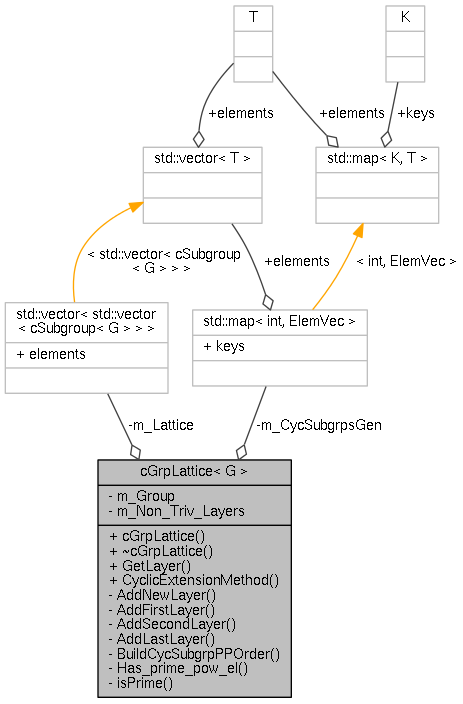 T
K
+elements
+elements
+keys
std::vector< T >
std::map< K, T >
< std::vector< cSubgroup
< G > > >
+elements
< int, ElemVec >
std::vector< std::vector
< cSubgroup< G > > >
+ elements
std::map< int, ElemVec >
+ keys
-m_Lattice
-m_CycSubgrpsGen
cGrpLattice< G >
- m_Group
- m_Non_Triv_Layers
+ cGrpLattice()
+ ~cGrpLattice()
+ GetLayer()
+ CyclicExtensionMethod()
- AddNewLayer()
- AddFirstLayer()
- AddSecondLayer()
- AddLastLayer()
- BuildCycSubgrpPPOrder()
- Has_prime_pow_el()
- isPrime()